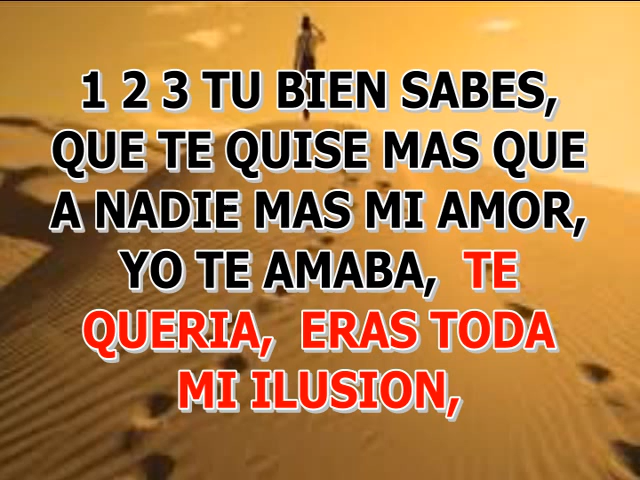 1 2 3 TU BIEN SABES,
QUE TE QUISE MAS QUE
A NADIE MAS MI AMOR,
YO TE AMABA, TE
QUERIA, ERAS TODA
MI ILUSION,